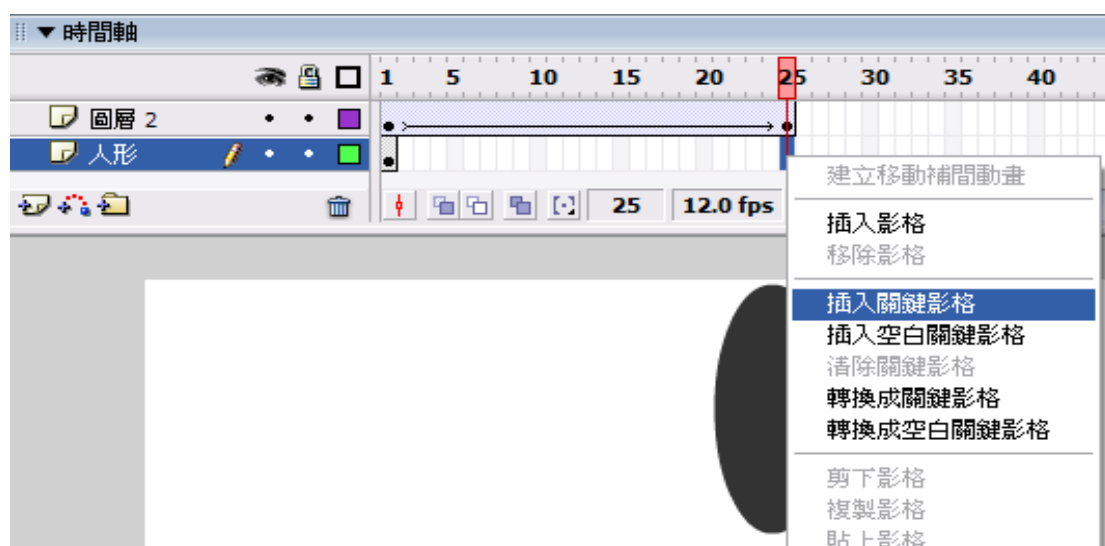 時間軸
1 5 10 15 20 25 30 35 40
圖層 2
人形
25 12.0 fps
建立移動補間動畫
插入影格
移除影格
插入關鍵影格
插入空白關鍵影格
清除關鍵影格
轉換成關鍵影格
轉換成空白關鍵影格
剪下影格
複製影格
貼上影格